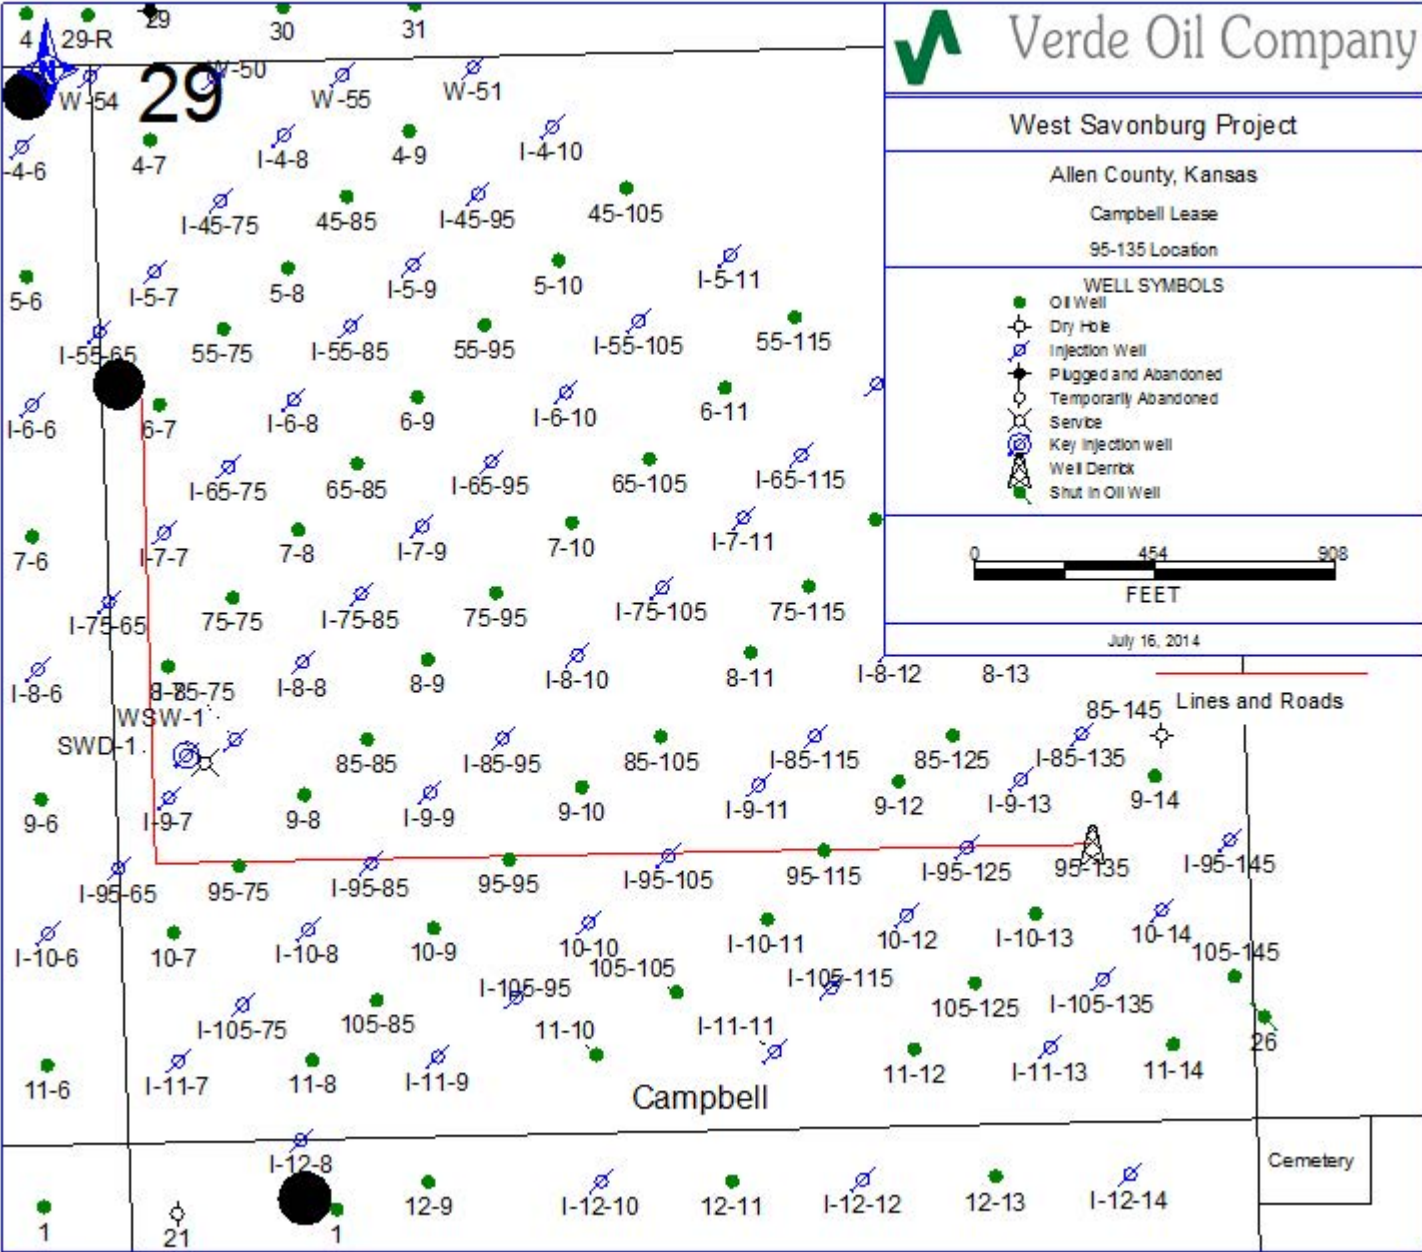 Verde Oil Company
West Savonburg Project
Allen County, Kansas
Campbell Lease
95-135 Location
WELL SYMBOLS
Oil Well
Dry Hole
Injection Well
Plugged and Abandoned
Temporarily Abandoned
Service
Key Injection well
Well Derrick
Shut In Oil Well
0 454 908
FEET
July 16, 2014
Lines and Roads
4 29-R 29 30 31
29
W-54 W-50 W-55 W-51
-4-6 4-7 I-4-8 4-9 I-4-10
I-45-75 45-85 I-45-95 45-105
5-6 I-5-7 5-8 I-5-9 5-10 I-5-11
I-55-65 55-75 I-55-85 55-95 I-55-105 55-115
I-6-6 6-7 I-6-8 6-9 I-6-10 6-11
I-65-75 65-85 I-65-95 65-105 I-65-115
7-6 I-7-7 7-8 I-7-9 7-10 I-7-11
I-75-65 75-75 I-75-85 75-95 I-75-105 75-115
I-8-6 I-8-8 8-9 I-8-10 8-11 I-8-12 8-13
WSW-1
SWD-1
85-85 I-85-95 85-105 I-85-115 85-125 I-85-135 85-145
9-6 I-9-7 9-8 I-9-9 9-10 I-9-11 9-12 I-9-13 9-14
I-95-65 95-75 I-95-85 95-95 I-95-105 95-115 I-95-125 95-135 I-95-145
I-10-6 10-7 I-10-8 10-9 10-10 I-10-11 10-12 I-10-13 10-14
I-105-75 105-85 I-105-95 105-105 I-105-115 105-125 I-105-135 105-145
11-6 I-11-7 11-8 I-11-9 11-10 I-11-11 11-12 I-11-13 11-14 26
Campbell
I-12-8
Cemetery
1 21 1 12-9 I-12-10 12-11 I-12-12 12-13 I-12-14